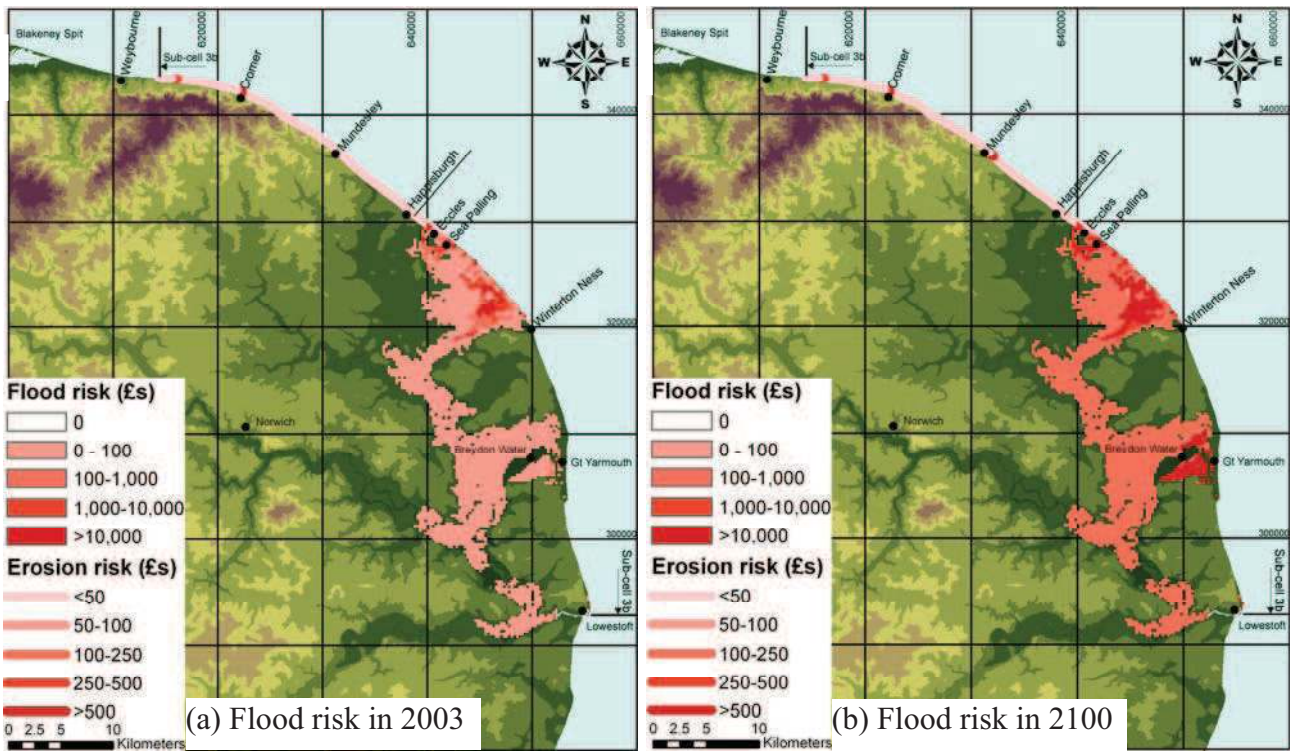 Blakeney Spit
Weybourne
620000
Sub-cell 3b
Cromer
640000
660000
N
W
E
S
340000
Mundesley
Happisburgh
Eccles
Sea Palling
Winterton Ness
320000
Flood risk (£s)
0
0 - 100
100-1,000
1,000-10,000
>10,000
Norwich
Breydon Water
Gt Yarmouth
300000
Erosion risk (£s)
<50
50-100
100-250
250-500
>500
Sub-cell 3b
Lowestoft
0 2.5 5 10
Kilometers
(a) Flood risk in 2003
Blakeney Spit
Weybourne
620000
Sub-cell 3b
Cromer
640000
660000
N
W
E
S
340000
Mundesley
Happisburgh
Eccles
Sea Palling
Winterton Ness
320000
Flood risk (£s)
0
0 - 100
100-1,000
1,000-10,000
>10,000
Norwich
Breydon Water
Gt Yarmouth
300000
Erosion risk (£s)
<50
50-100
100-250
250-500
>500
Sub-cell 3b
Lowestoft
0 2.5 5 10
Kilometers
(b) Flood risk in 2100